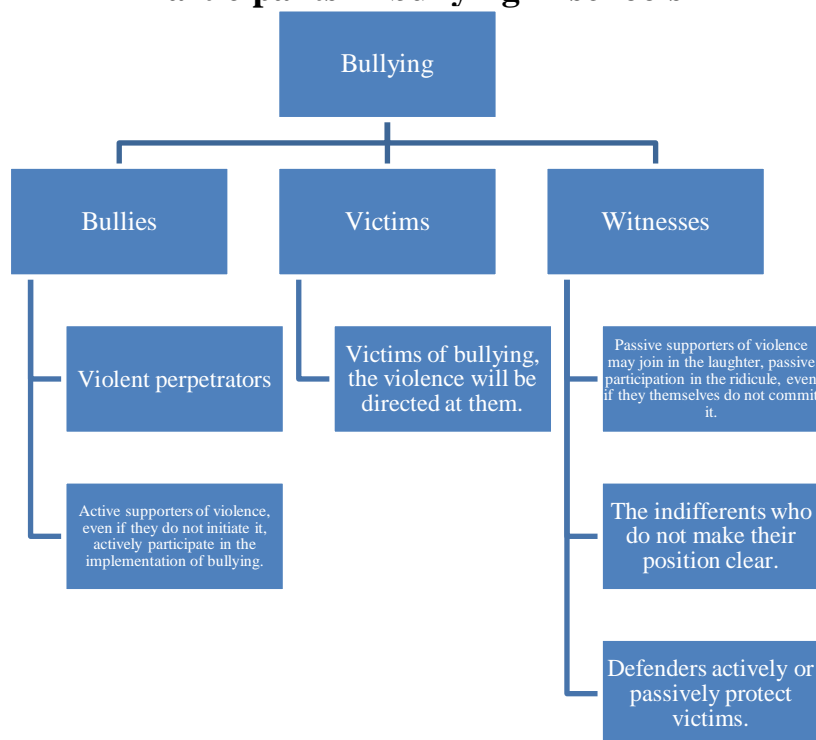 bullying
Bullying
Bullies
Victims
Witnesses
Violent perpetrators
Active supporters of violence,
even if they do not initiate it,
actively participate in the
implementation of bullying.
Victims of bullying,
the violence will be
directed at them.
Passive supporters of violence
may join in the laughter, passive
participation in the ridicule, even
if they themselves do not commit
it.
The indifferents who
do not make their
position clear.
Defenders actively or
passively protect
victims.